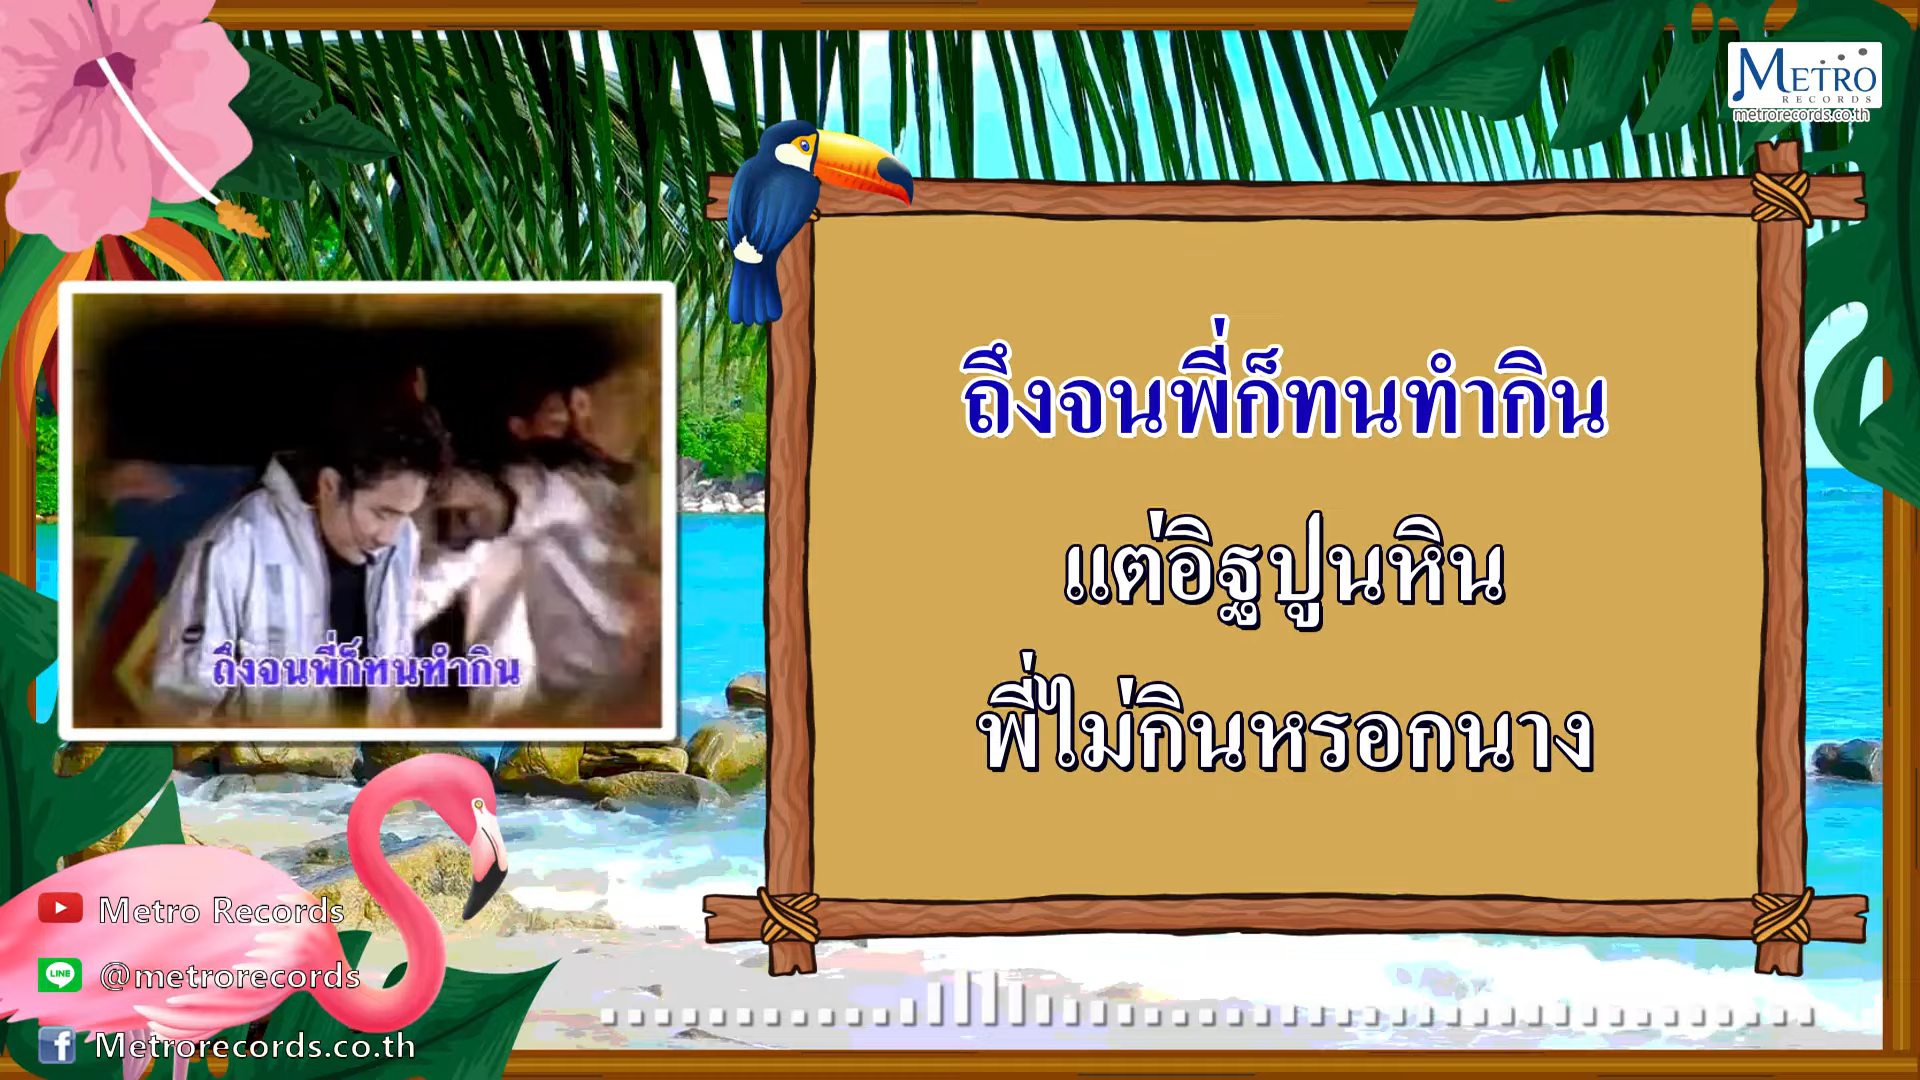 METRO
RECORDS
metrorecords.co.th
ถึงจนพี่ก็ทนทำกิน
แต่อิฐปูนหิน
พี่ไม่กินหรอกนาง
ถึงจนพี่ก็ทนทำกิน
Metro Records
LINE
@metrorecords
f
Metrorecords.co.th